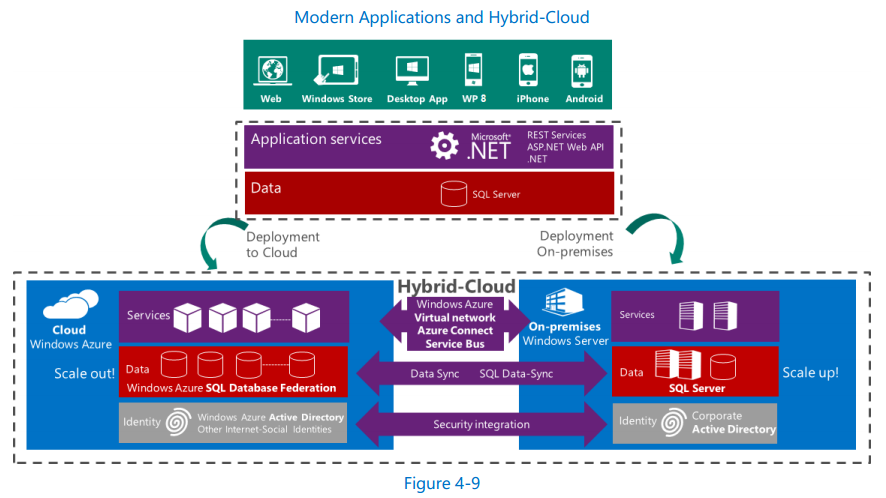 Modern Applications and Hybrid-Cloud
Web
Windows Store
Desktop App
WP 8
iPhone
Android
Application services
Microsoft®
.NET
REST Services
ASP.NET Web API
.NET
Data
SQL Server
Deployment
to Cloud
Deployment
On-premises
Hybrid-Cloud
Cloud
Windows Azure
Scale out!
Services
Data
Windows Azure SQL Database Federation
Identity
Windows Azure Active Directory
Other Internet-Social Identities
Windows Azure
Virtual network
Azure Connect
Service Bus
Data Sync
SQL Data-Sync
Security integration
On-premises
Windows Server
Services
Data
SQL Server
Scale up!
Identity
Corporate
Active Directory
Figure 4-9